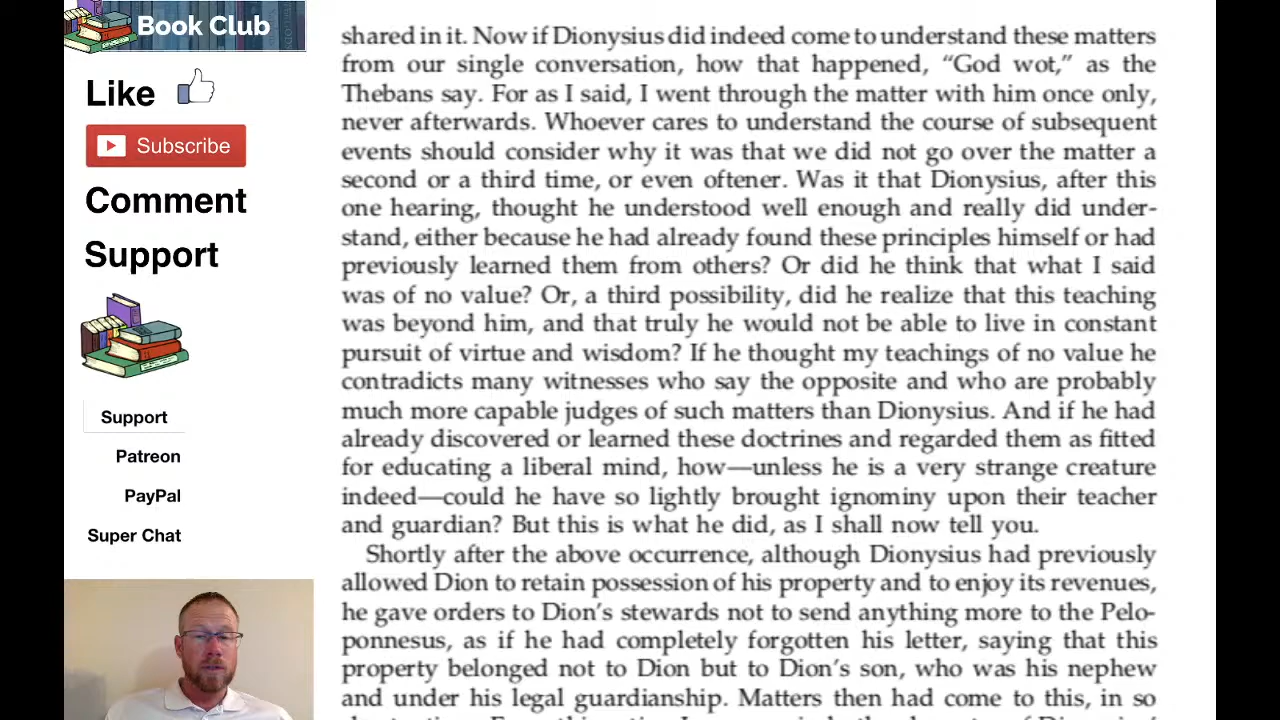 Book Club
Like
Subscribe
Comment
Support
Support
Patreon
PayPal
Super Chat
shared in it. Now if Dionysius did indeed come to understand these matters
from our single conversation, how that happened, “God wot,” as the
Thebans say. For as I said, I went through the matter with him once only,
never afterwards. Whoever cares to understand the course of subsequent
events should consider why it was that we did not go over the matter a
second or a third time, or even oftener. Was it that Dionysius, after this
one hearing, thought he understood well enough and really did under-
stand, either because he had already found these principles himself or had
previously learned them from others? Or did he think that what I said
was of no value? Or, a third possibility, did he realize that this teaching
was beyond him, and that truly he would not be able to live in constant
pursuit of virtue and wisdom? If he thought my teachings of no value he
contradicts many witnesses who say the opposite and who are probably
much more capable judges of such matters than Dionysius. And if he had
already discovered or learned these doctrines and regarded them as fitted
for educating a liberal mind, how—unless he is a very strange creature
indeed—could he have so lightly brought ignominy upon their teacher
and guardian? But this is what he did, as I shall now tell you.
Shortly after the above occurrence, although Dionysius had previously
allowed Dion to retain possession of his property and to enjoy its revenues,
he gave orders to Dion’s stewards not to send anything more to the Pelo-
ponnesus, as if he had completely forgotten his letter, saying that this
property belonged not to Dion but to Dion’s son, who was his nephew
and under his legal guardianship. Matters then had come to this, in so